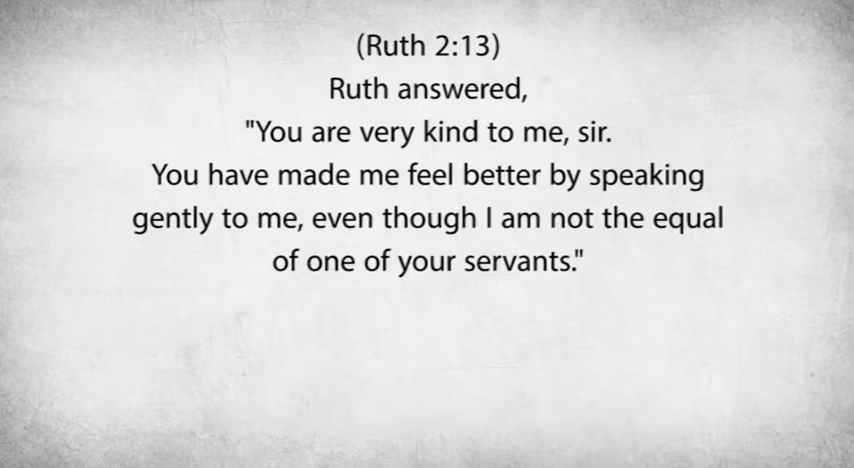 (Ruth 2:13)
Ruth answered,
"You are very kind to me, sir.
You have made me feel better by speaking
gently to me, even though I am not the equal
of one of your servants."